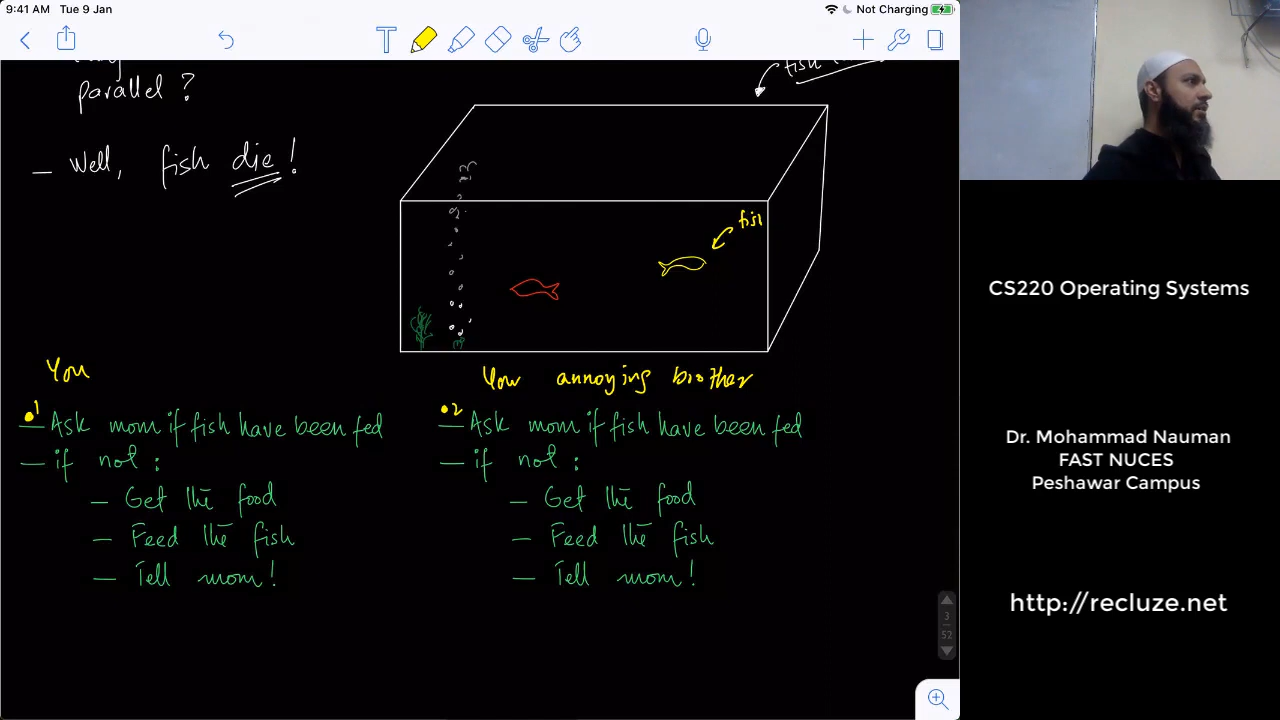 9:41 AM Tue 9 Jan
Not Charging
T
parallel ?
fish
— Well, fish die !
fish
You
Your annoying brother
1
— Ask mom if fish have been fed
— if not :
— Get the food
— Feed the fish
— Tell mom !
2
— Ask mom if fish have been fed
— if not :
— Get the food
— Feed the fish
— Tell mom !
3
52
CS220 Operating Systems
Dr. Mohammad Nauman
FAST NUCES
Peshawar Campus
http://recluze.net